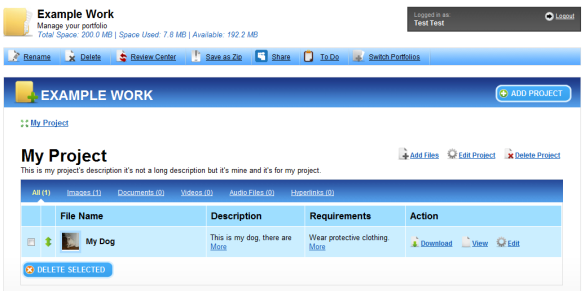 Example Work
Manage your portfolio
Total Space: 200.0 MB | Space Used: 7.8 MB | Available: 192.2 MB
Logged in as:
Test Test
Logout
Rename Delete Review Center Save as Zip Share To Do Switch Portfolios
EXAMPLE WORK
ADD PROJECT
My Project
My Project
Add Files Edit Project Delete Project
This is my project's description it's not a long description but it's mine and it's for my project.
All (1) Images (1) Documents (0) Videos (0) Audio Files (0) Hyperlinks (0)
File Name Description Requirements Action
My Dog
This is my dog, there are
More
Wear protective clothing.
More
Download View Edit
DELETE SELECTED